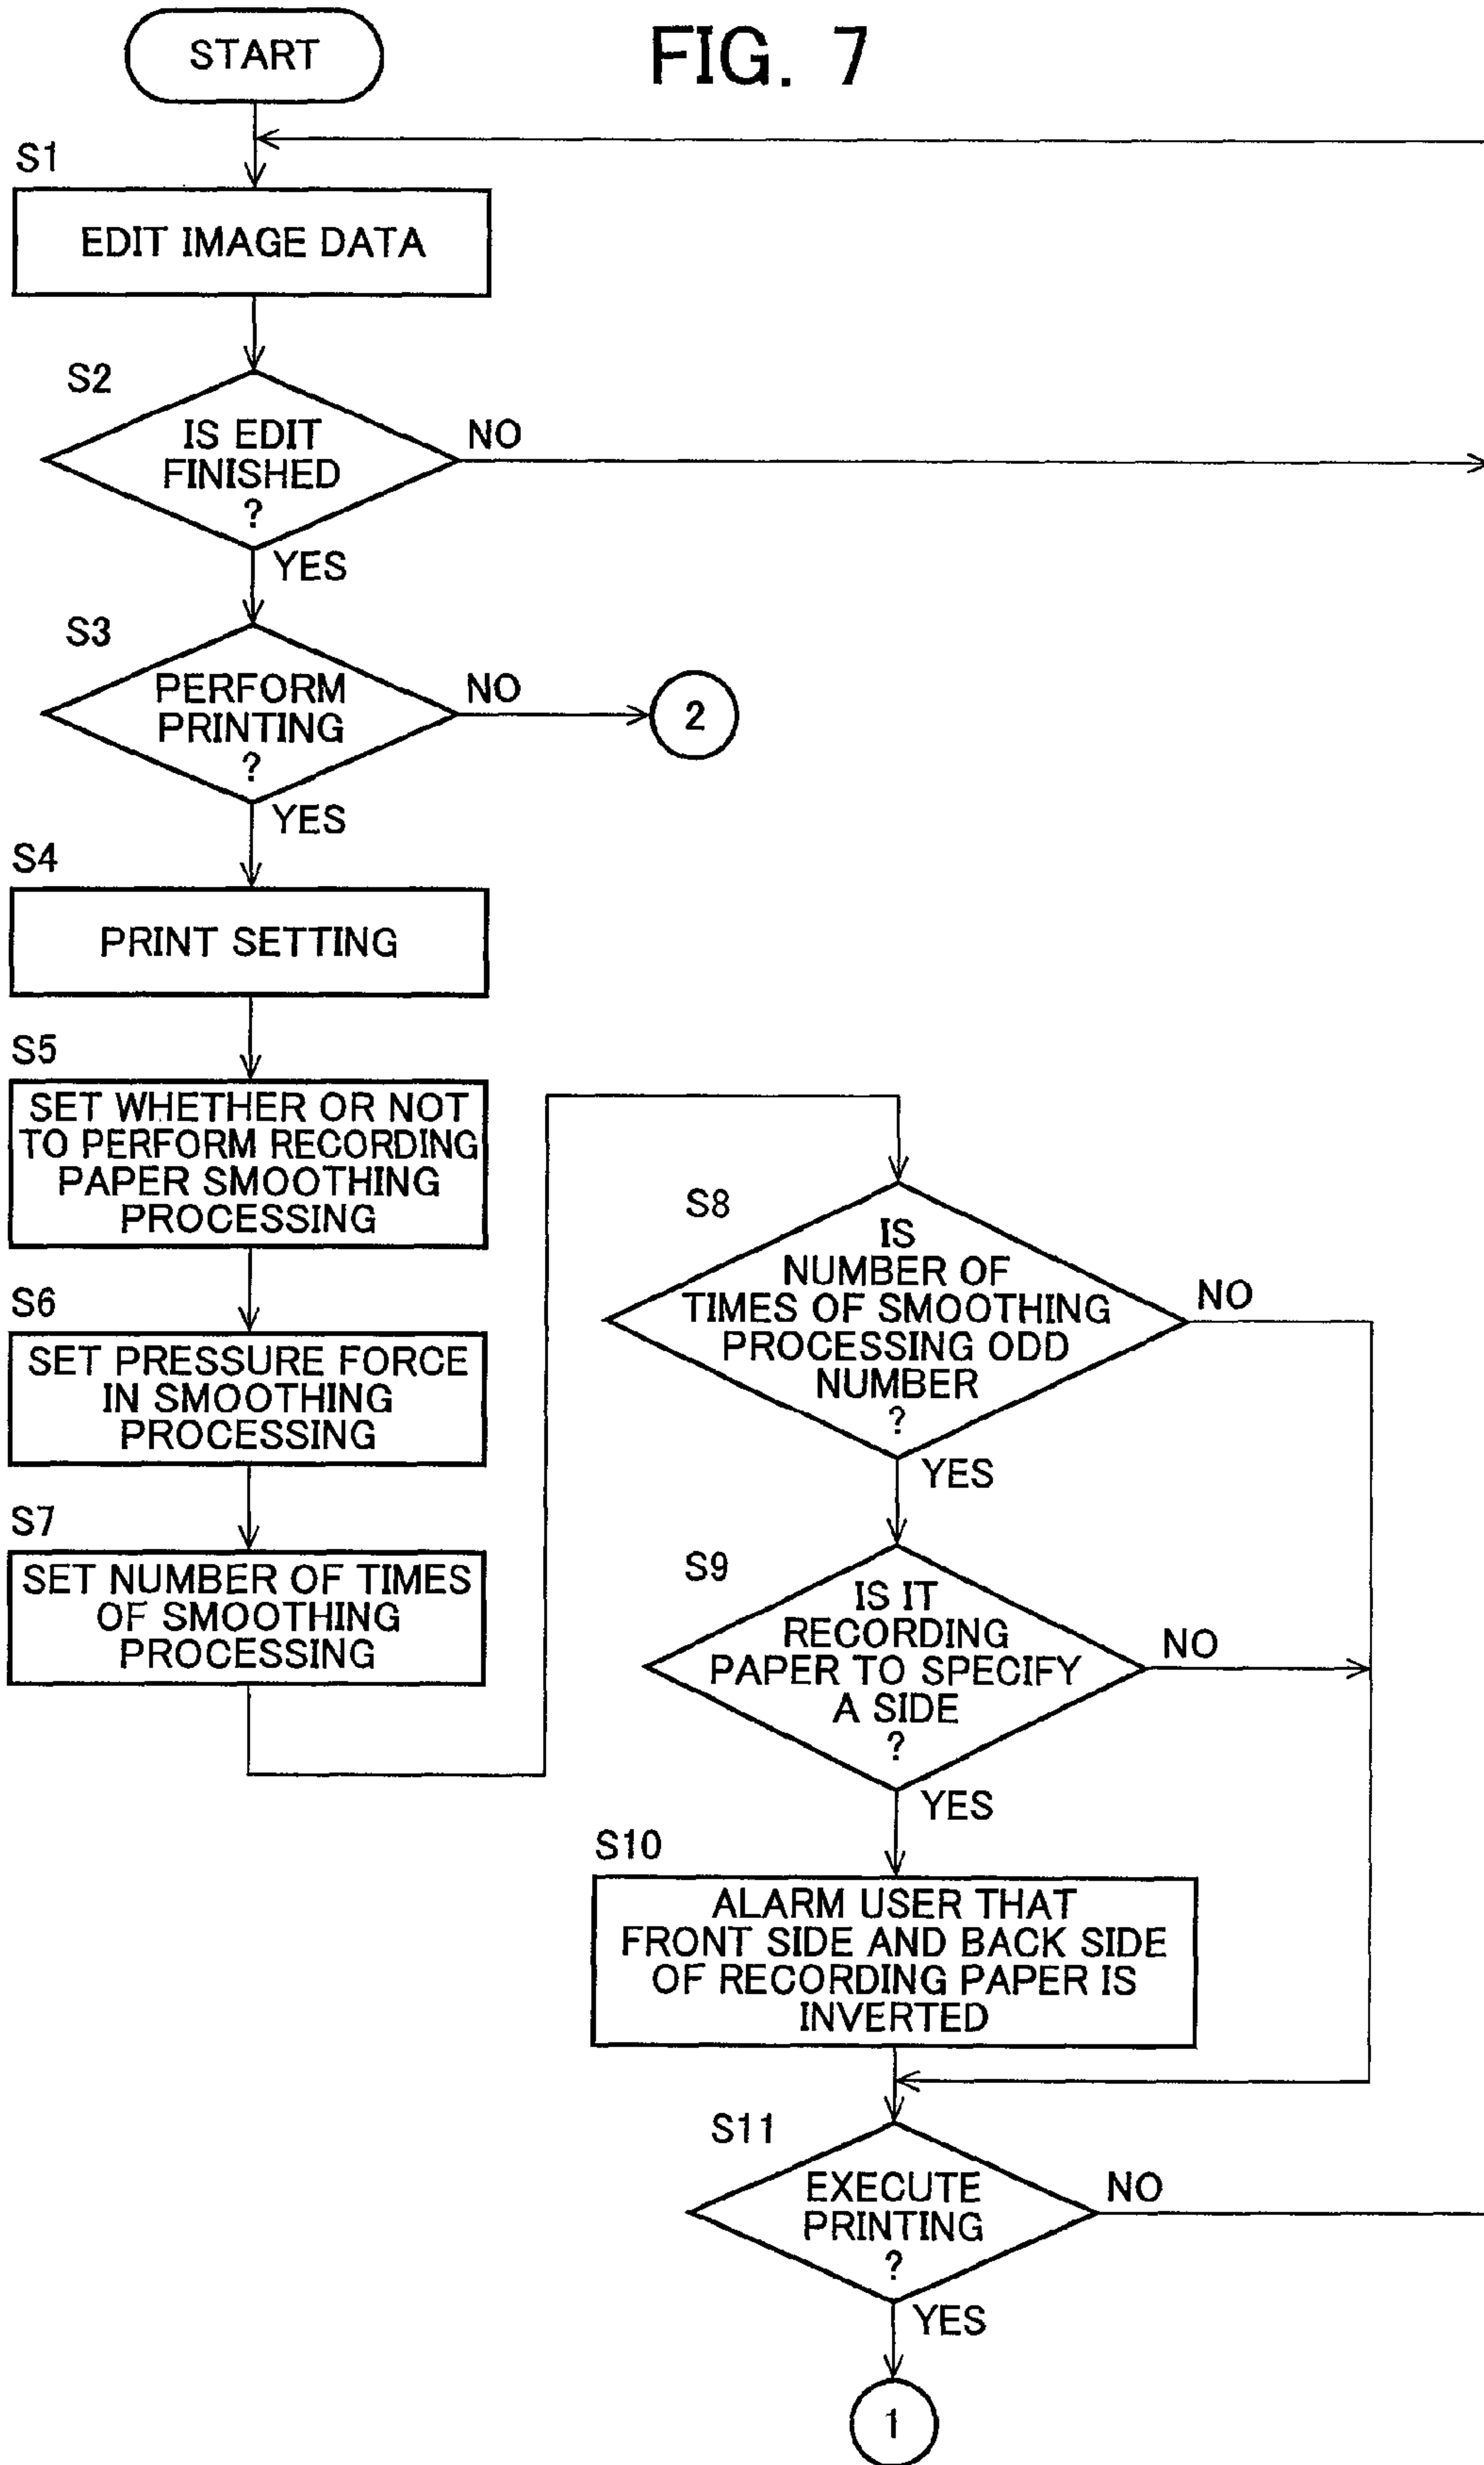 FIG. 7
START
S1
EDIT IMAGE DATA
S2
IS EDIT
FINISHED
?
NO
YES
S3
PERFORM
PRINTING
?
NO
2
YES
S4
PRINT SETTING
S5
SET WHETHER OR NOT
TO PERFORM RECORDING
PAPER SMOOTHING
PROCESSING
S6
SET PRESSURE FORCE
IN SMOOTHING
PROCESSING
S7
SET NUMBER OF TIMES
OF SMOOTHING
PROCESSING
S8
IS
NUMBER OF
TIMES OF SMOOTHING
PROCESSING ODD
NUMBER
?
NO
YES
S9
IS IT
RECORDING
PAPER TO SPECIFY
A SIDE
?
NO
YES
S10
ALARM USER THAT
FRONT SIDE AND BACK SIDE
OF RECORDING PAPER IS
INVERTED
S11
EXECUTE
PRINTING
?
NO
YES
1